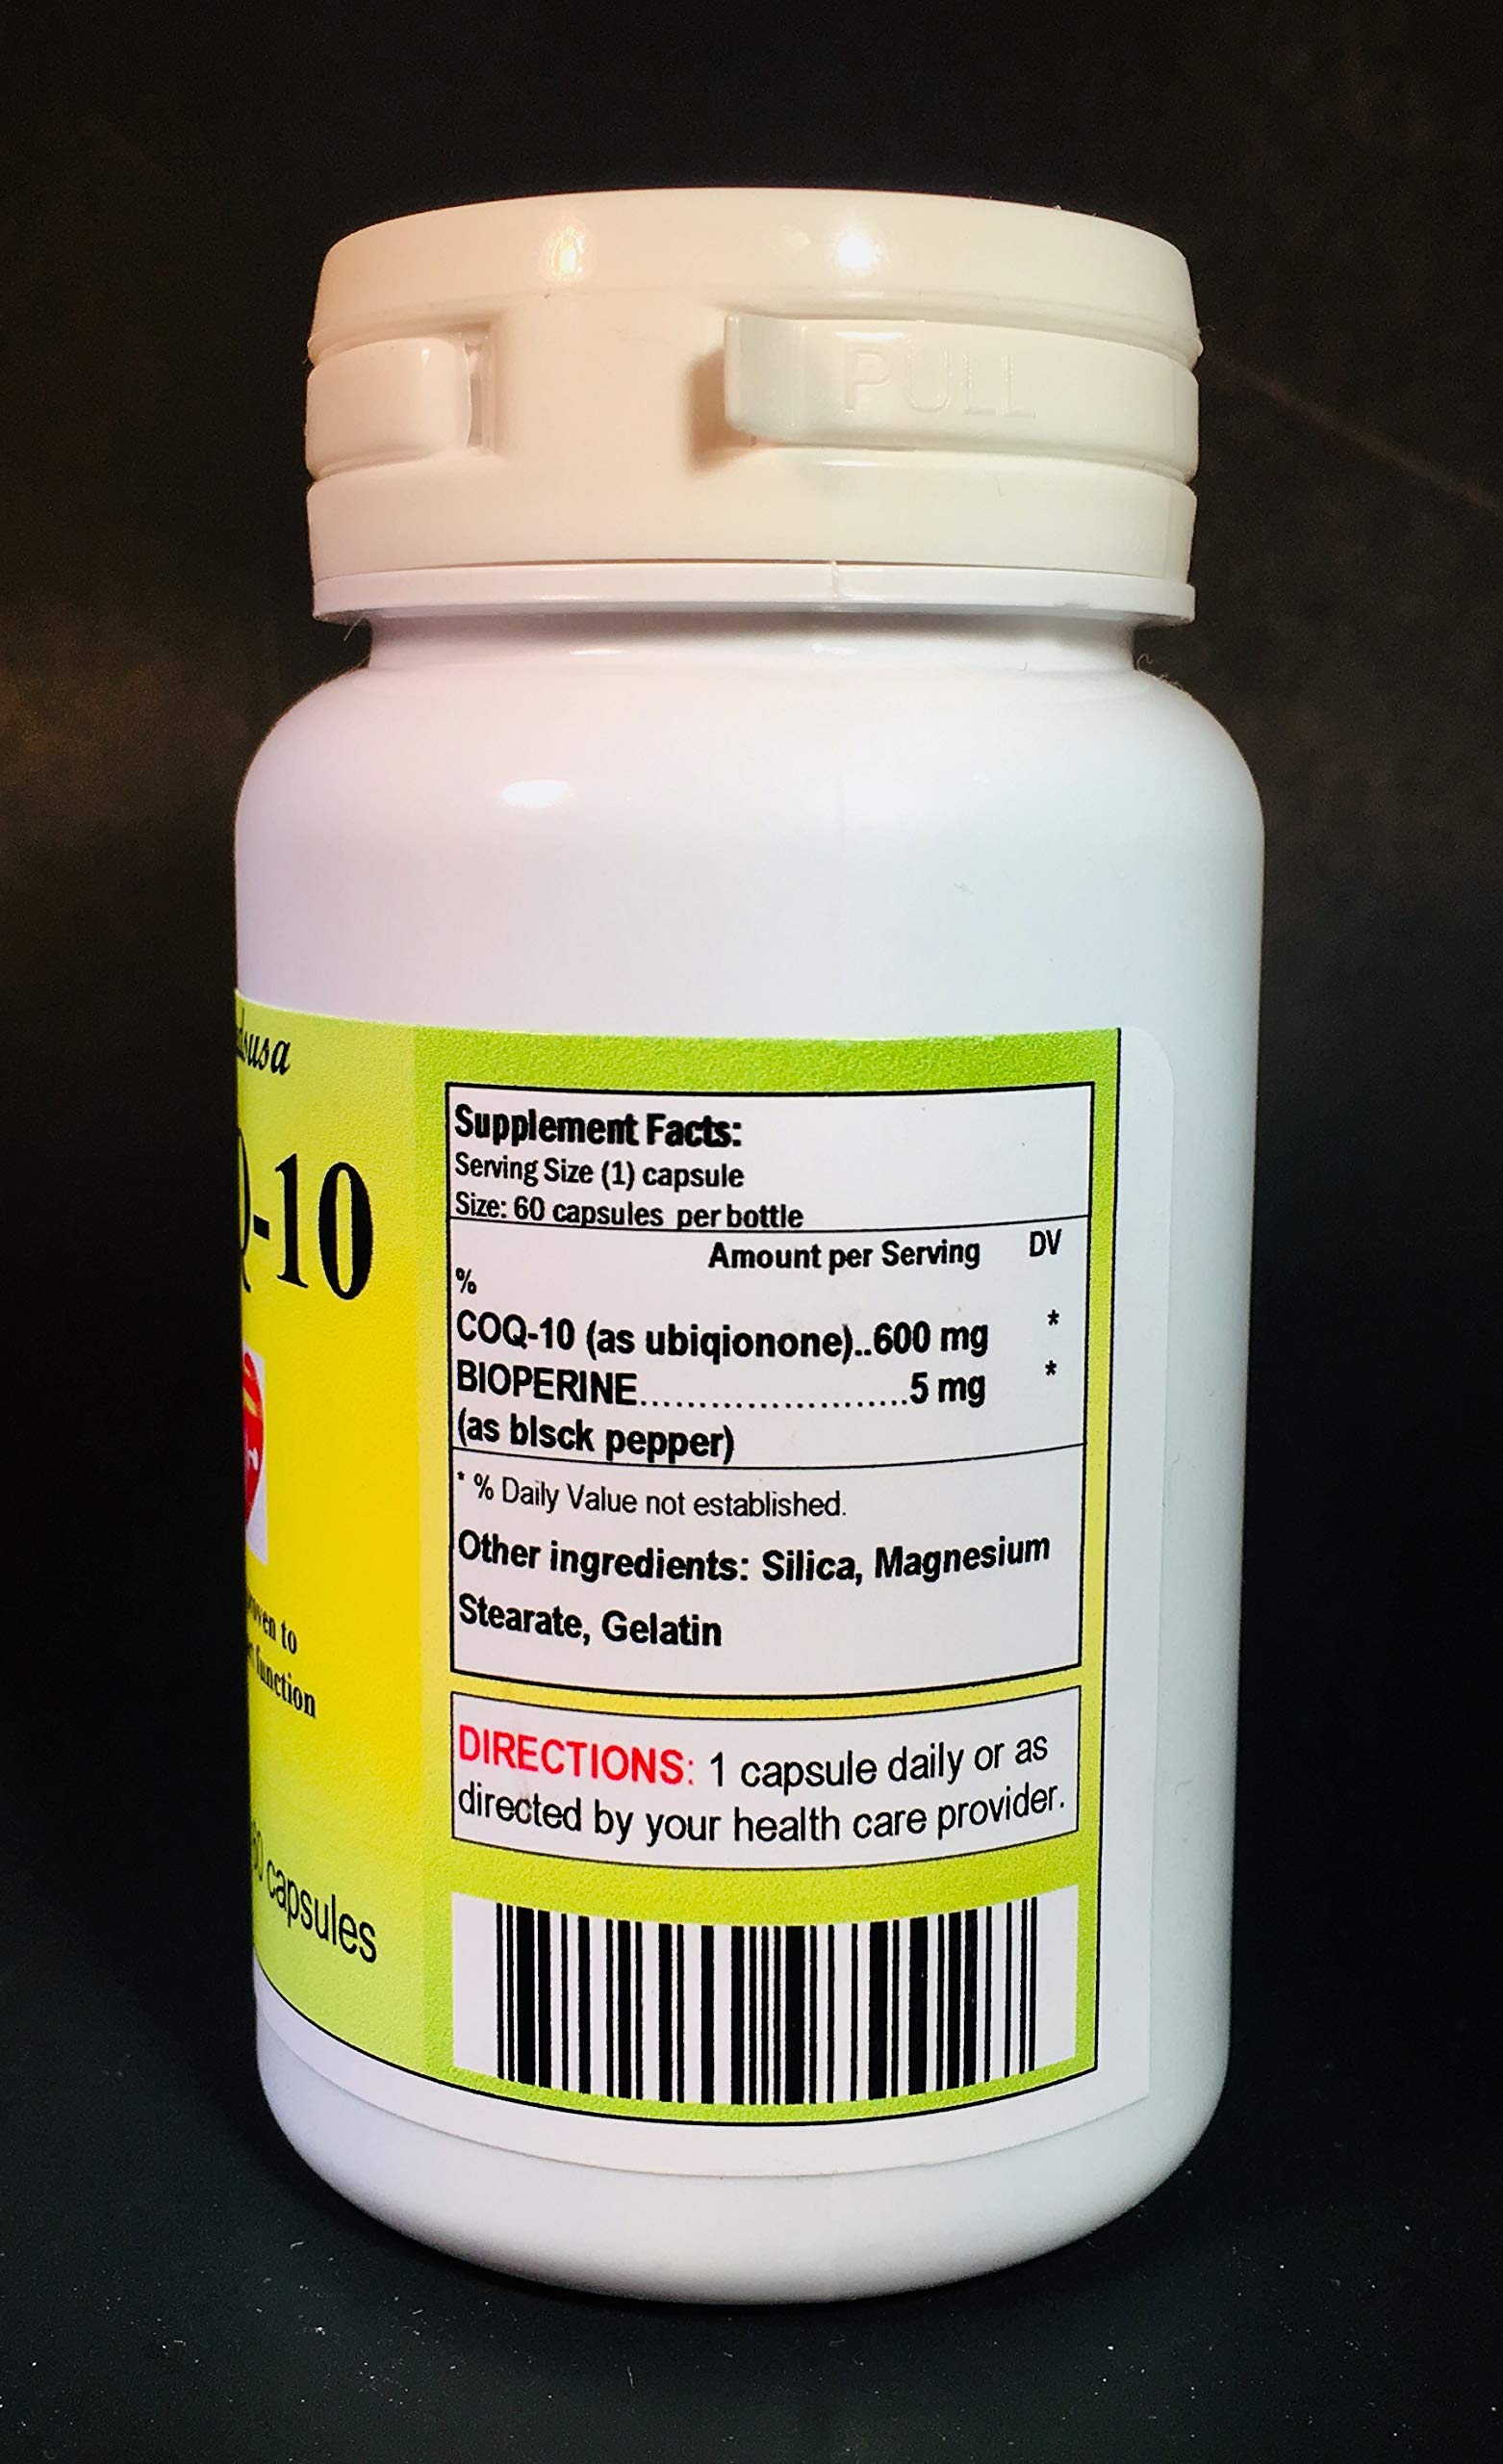 PULL
-10
to
function
capsules
Supplement Facts:
Serving Size (1) capsule
Size: 60 capsules per bottle
Amount per Serving DV
%
COQ-10 (as ubiqionone)..600 mg *
BIOPERINE.......................5 mg *
(as blsck pepper)
* % Daily Value not established.
Other ingredients: Silica, Magnesium
Stearate, Gelatin
DIRECTIONS: 1 capsule daily or as
directed by your health care provider.